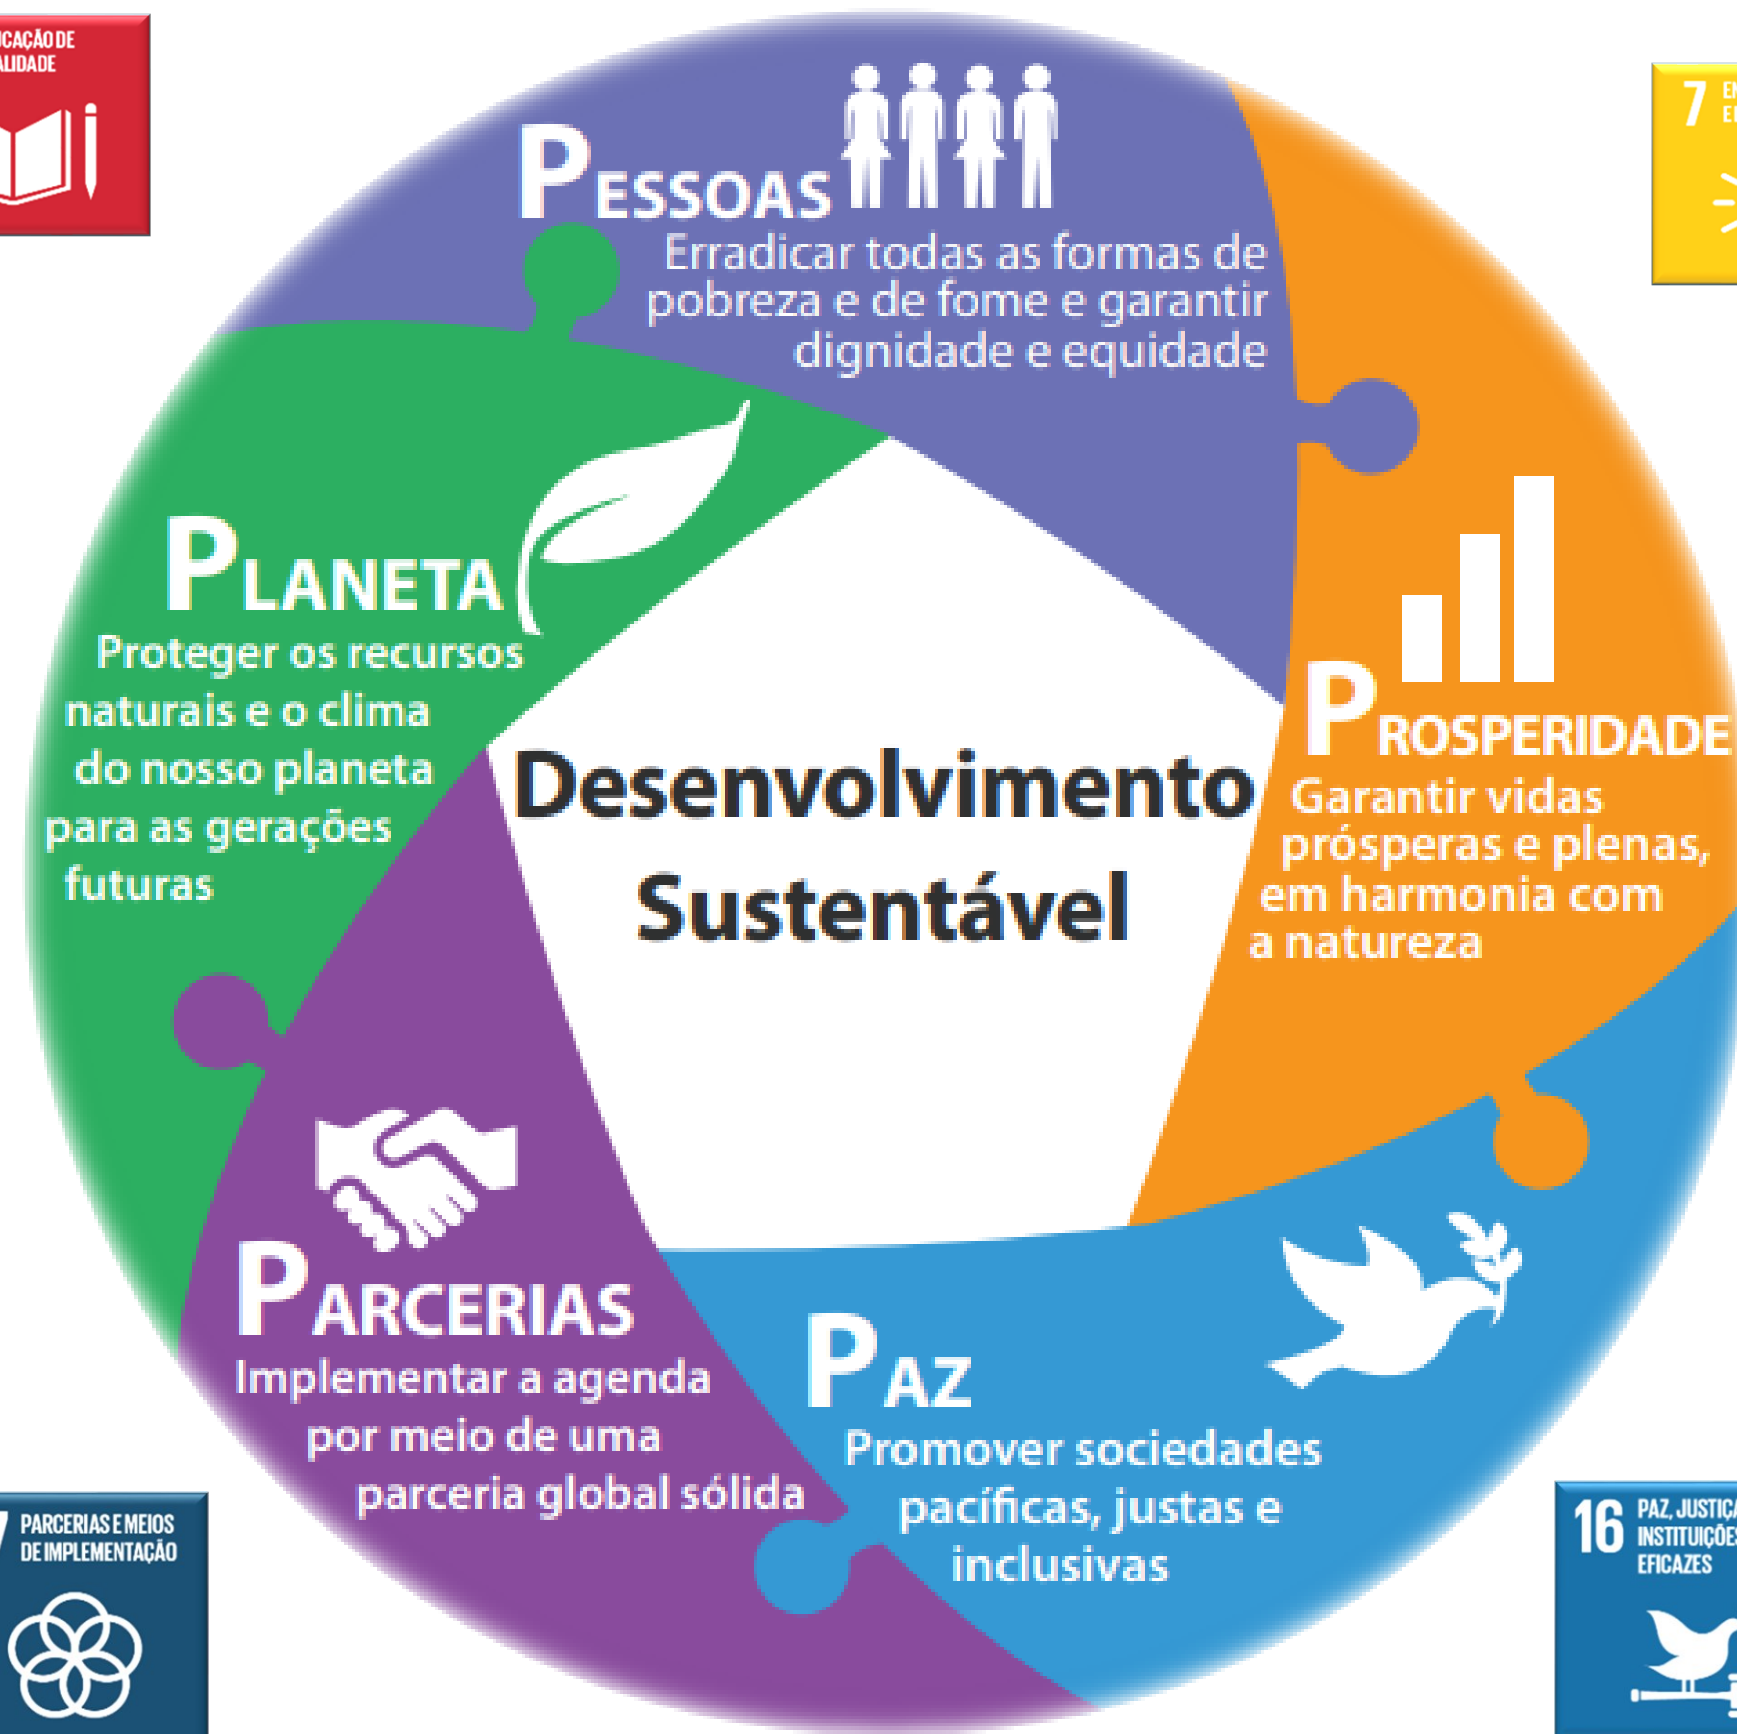 PESSOAS
Erradicar todas as formas de
pobreza e de fome e garantir
dignidade e equidade
7
PLANETA
Proteger os recursos
naturais e o clima
do nosso planeta
para as gerações
futuras
Desenvolvimento
Sustentável
PROSPERIDADE
Garantir vidas
prósperas e plenas,
em harmonia com
a natureza
PARCERIAS
Implementar a agenda
por meio de uma
parceria global sólida
PAZ
Promover sociedades
pacíficas, justas e
inclusivas
PARCERIAS E MEIOS
DE IMPLEMENTAÇÃO
16 PAZ, JUSTIÇA
INSTITUIÇÕES
EFICAZES